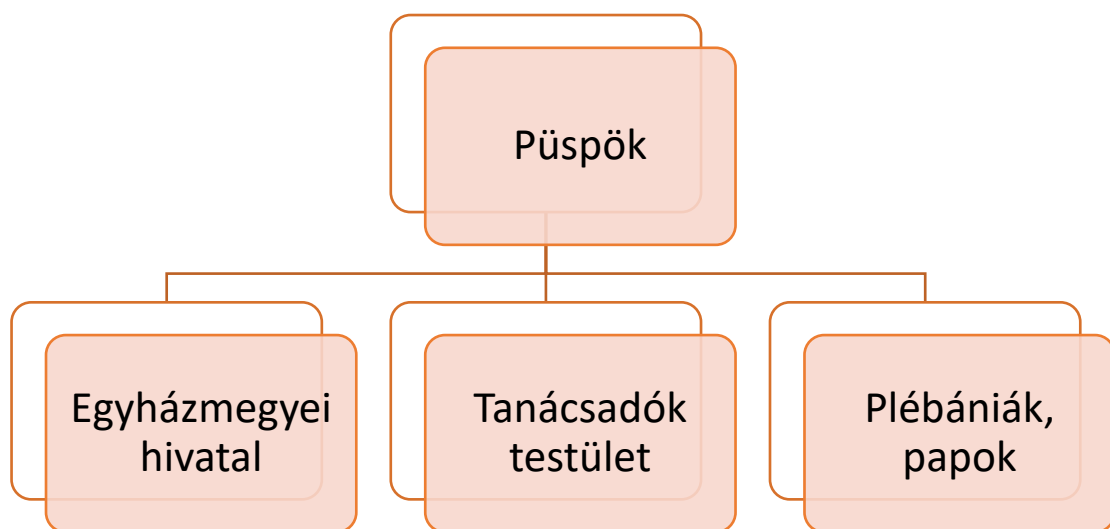 Püspök
Egyházmegyei
hivatal
Tanácsadók
testület
Plébániák,
papok